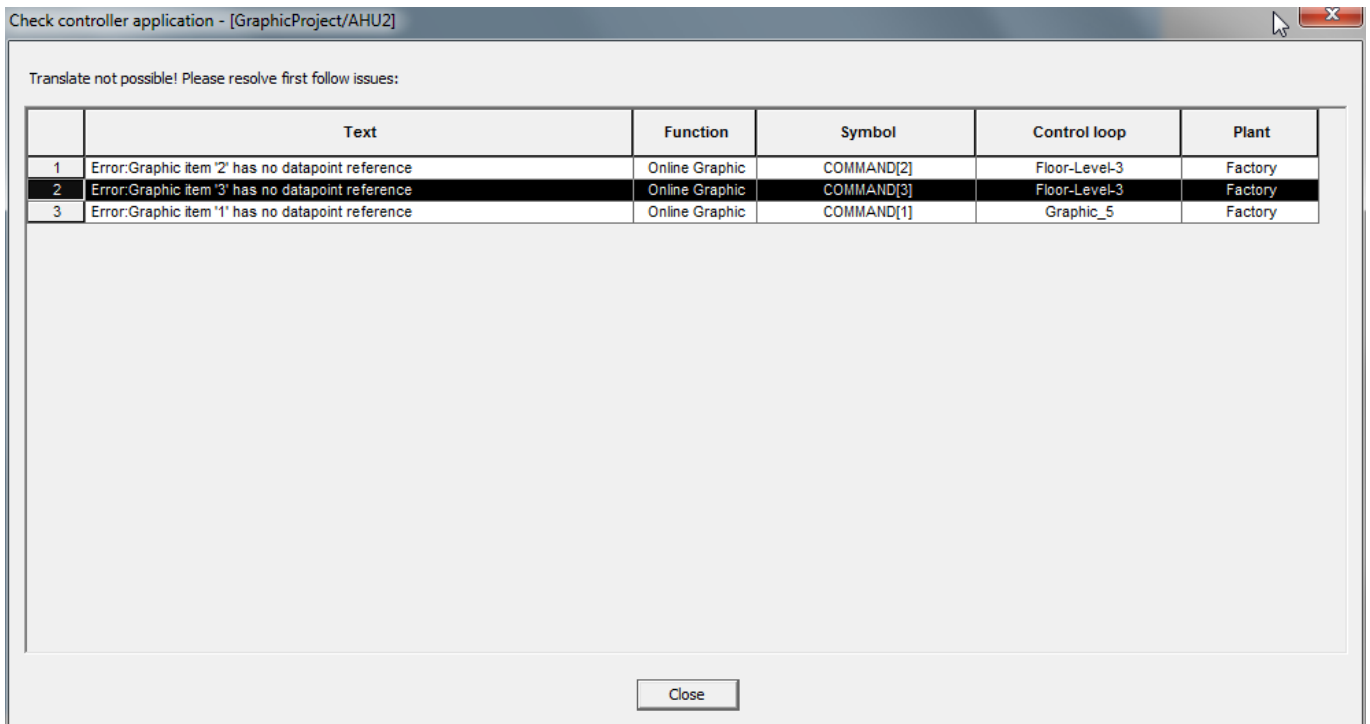 Check controller application - [GraphicProject/AHU2]
Translate not possible! Please resolve first follow issues:
Text Function Symbol Control loop Plant
1 Error:Graphic item '2' has no datapoint reference Online Graphic COMMAND[2] Floor-Level-3 Factory
2 Error:Graphic item '3' has no datapoint reference Online Graphic COMMAND[3] Floor-Level-3 Factory
3 Error:Graphic item '1' has no datapoint reference Online Graphic COMMAND[1] Graphic_5 Factory
Close